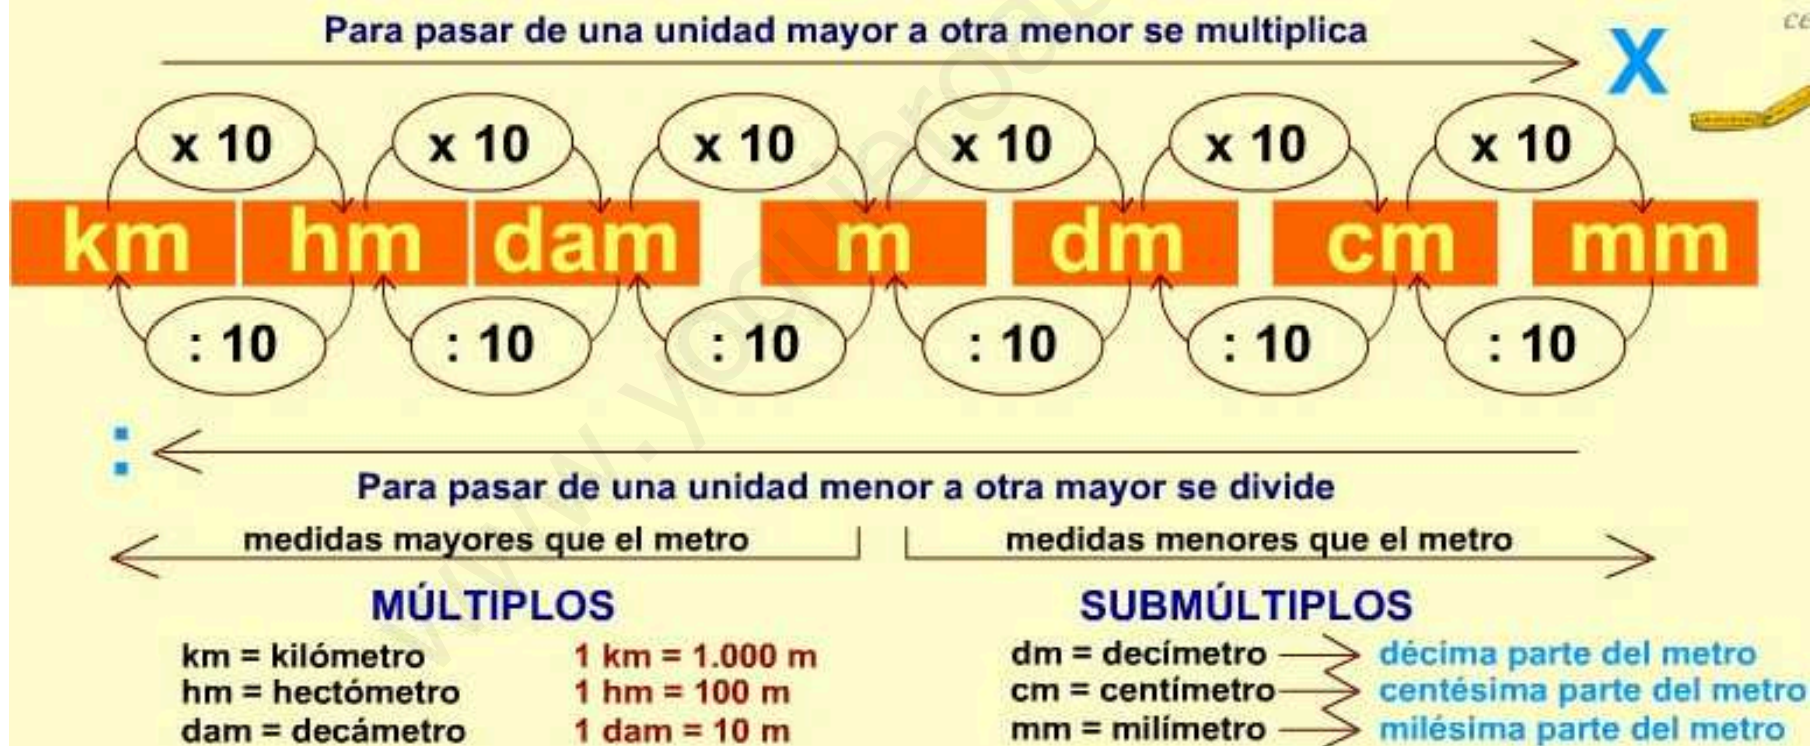 Para pasar de una unidad mayor a otra menor se multiplica
X
x 10 x 10 x 10 x 10 x 10 x 10
km hm dam m dm cm mm
: 10 : 10 : 10 : 10 : 10 : 10
:
Para pasar de una unidad menor a otra mayor se divide
medidas mayores que el metro
medidas menores que el metro
MÚLTIPLOS
km = kilómetro 1 km = 1.000 m
hm = hectómetro 1 hm = 100 m
dam = decámetro 1 dam = 10 m
SUBMÚLTIPLOS
dm = decímetro décima parte del metro
cm = centímetro centésima parte del metro
mm = milímetro milésima parte del metro